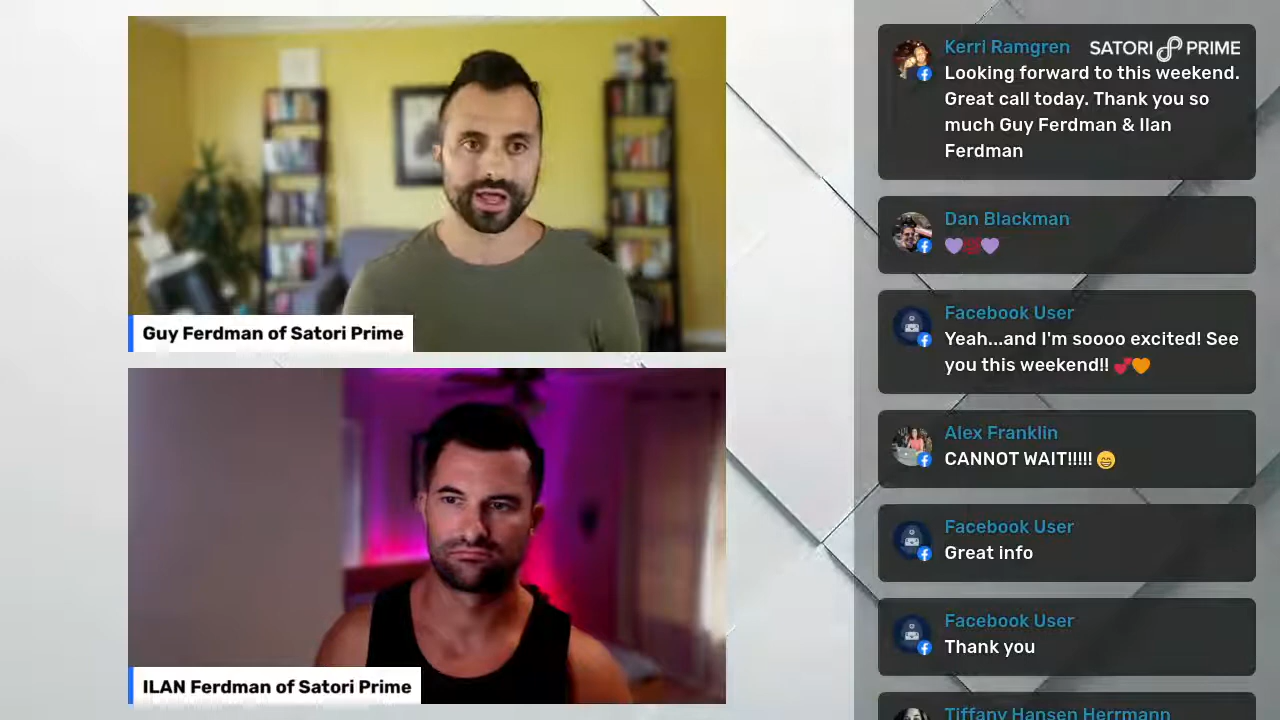 Guy Ferdman of Satori Prime
ILAN Ferdman of Satori Prime
SATORI PRIME
Kerri Ramgren
Looking forward to this weekend.
Great call today. Thank you so
much Guy Ferdman & Ilan
Ferdman
Dan Blackman
💜💯💜
Facebook User
Yeah...and I'm soooo excited! See
you this weekend!! 💕🧡
Alex Franklin
CANNOT WAIT!!!!! 😁
Facebook User
Great info
Facebook User
Thank you
Tiffany Hansen Herrmann